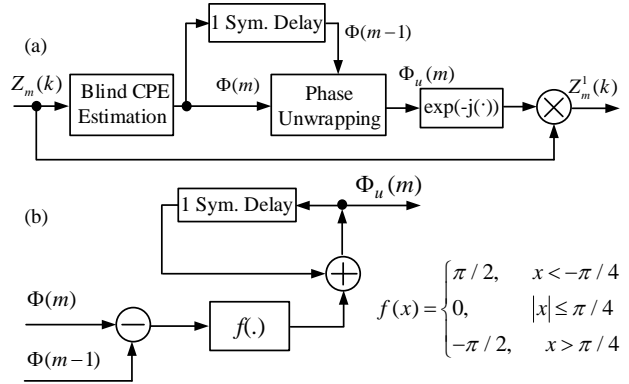 (a)
1 Sym. Delay
Φ(m−1)
Z_m(k)
Blind CPE
Estimation
Φ(m)
Phase
Unwrapping
Φ_u(m)
exp(-j(·))
Z_m^1(k)
(b)
1 Sym. Delay
Φ_u(m)
Φ(m)
f(.)
Φ(m−1)
f(x) = { π/2, x < −π/4
0, |x| ≤ π/4
−π/2, x > π/4